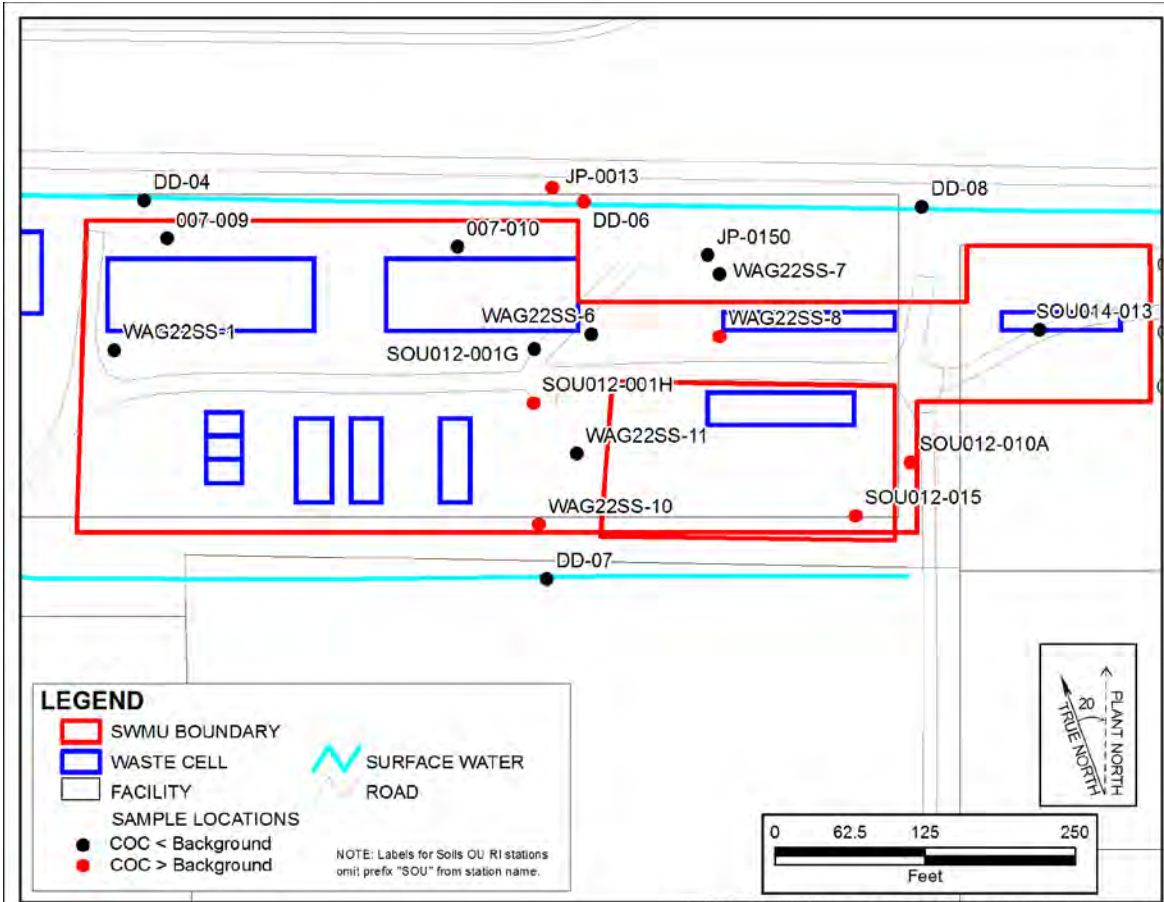 JP-0013
DD-04
DD-08
DD-06
007-009
007-010
JP-0150
WAG22SS-7
WAG22SS-6
WAG22SS-8
SOU014-013
WAG22SS-1
SOU012-001G
SOU012-001H
WAG22SS-11
SOU012-010A
SOU012-015
WAG22SS-10
DD-07
LEGEND
SWMU BOUNDARY
WASTE CELL
SURFACE WATER
FACILITY
ROAD
SAMPLE LOCATIONS
COC < Background
COC > Background
NOTE: Labels for Soils OU RI stations
omit prefix "SOU" from station name.
20
TRUE NORTH
PLANT NORTH
0 62.5 125 250
Feet